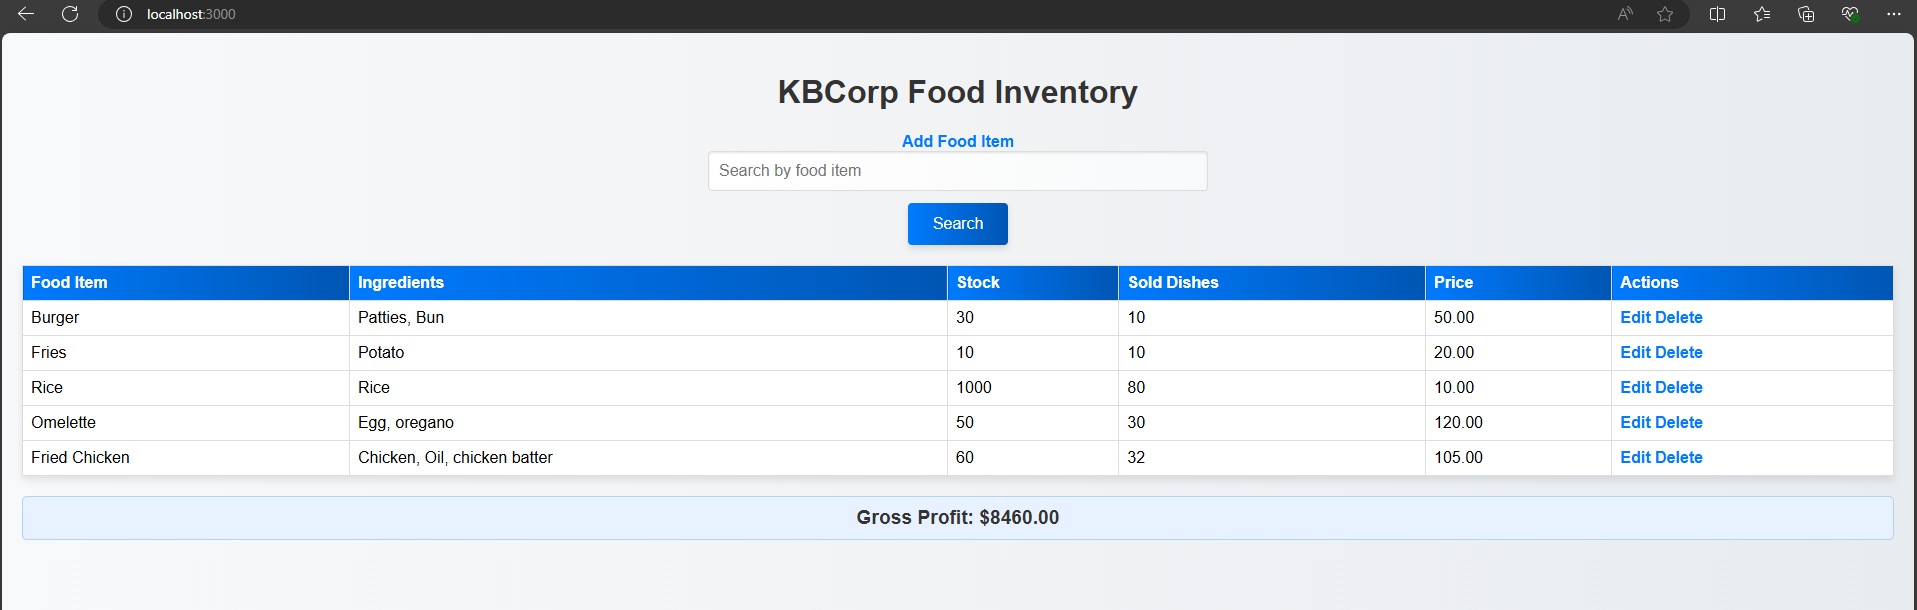 localhost:3000
KBCorp Food Inventory
Add Food Item
Search by food item
Search
Food Item Ingredients Stock Sold Dishes Price Actions
Burger Patties, Bun 30 10 50.00 Edit Delete
Fries Potato 10 10 20.00 Edit Delete
Rice Rice 1000 80 10.00 Edit Delete
Omelette Egg, oregano 50 30 120.00 Edit Delete
Fried Chicken Chicken, Oil, chicken batter 60 32 105.00 Edit Delete
Gross Profit: $8460.00